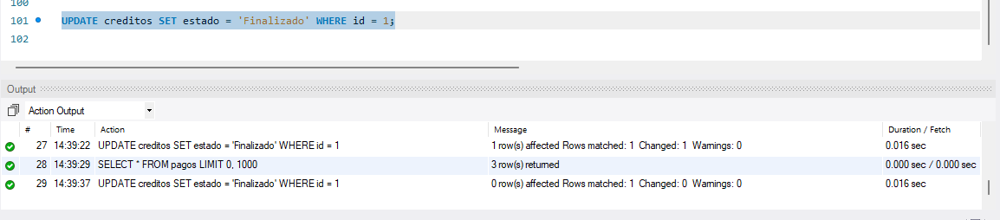 100
101 UPDATE creditos SET estado = 'Finalizado' WHERE id = 1;
102
Output
Action Output
# Time Action Message Duration / Fetch
27 14:39:22 UPDATE creditos SET estado = 'Finalizado' WHERE id = 1 1 row(s) affected Rows matched: 1 Changed: 1 Warnings: 0 0.016 sec
28 14:39:29 SELECT * FROM pagos LIMIT 0, 1000 3 row(s) returned 0.000 sec / 0.000 sec
29 14:39:37 UPDATE creditos SET estado = 'Finalizado' WHERE id = 1 0 row(s) affected Rows matched: 1 Changed: 0 Warnings: 0 0.016 sec